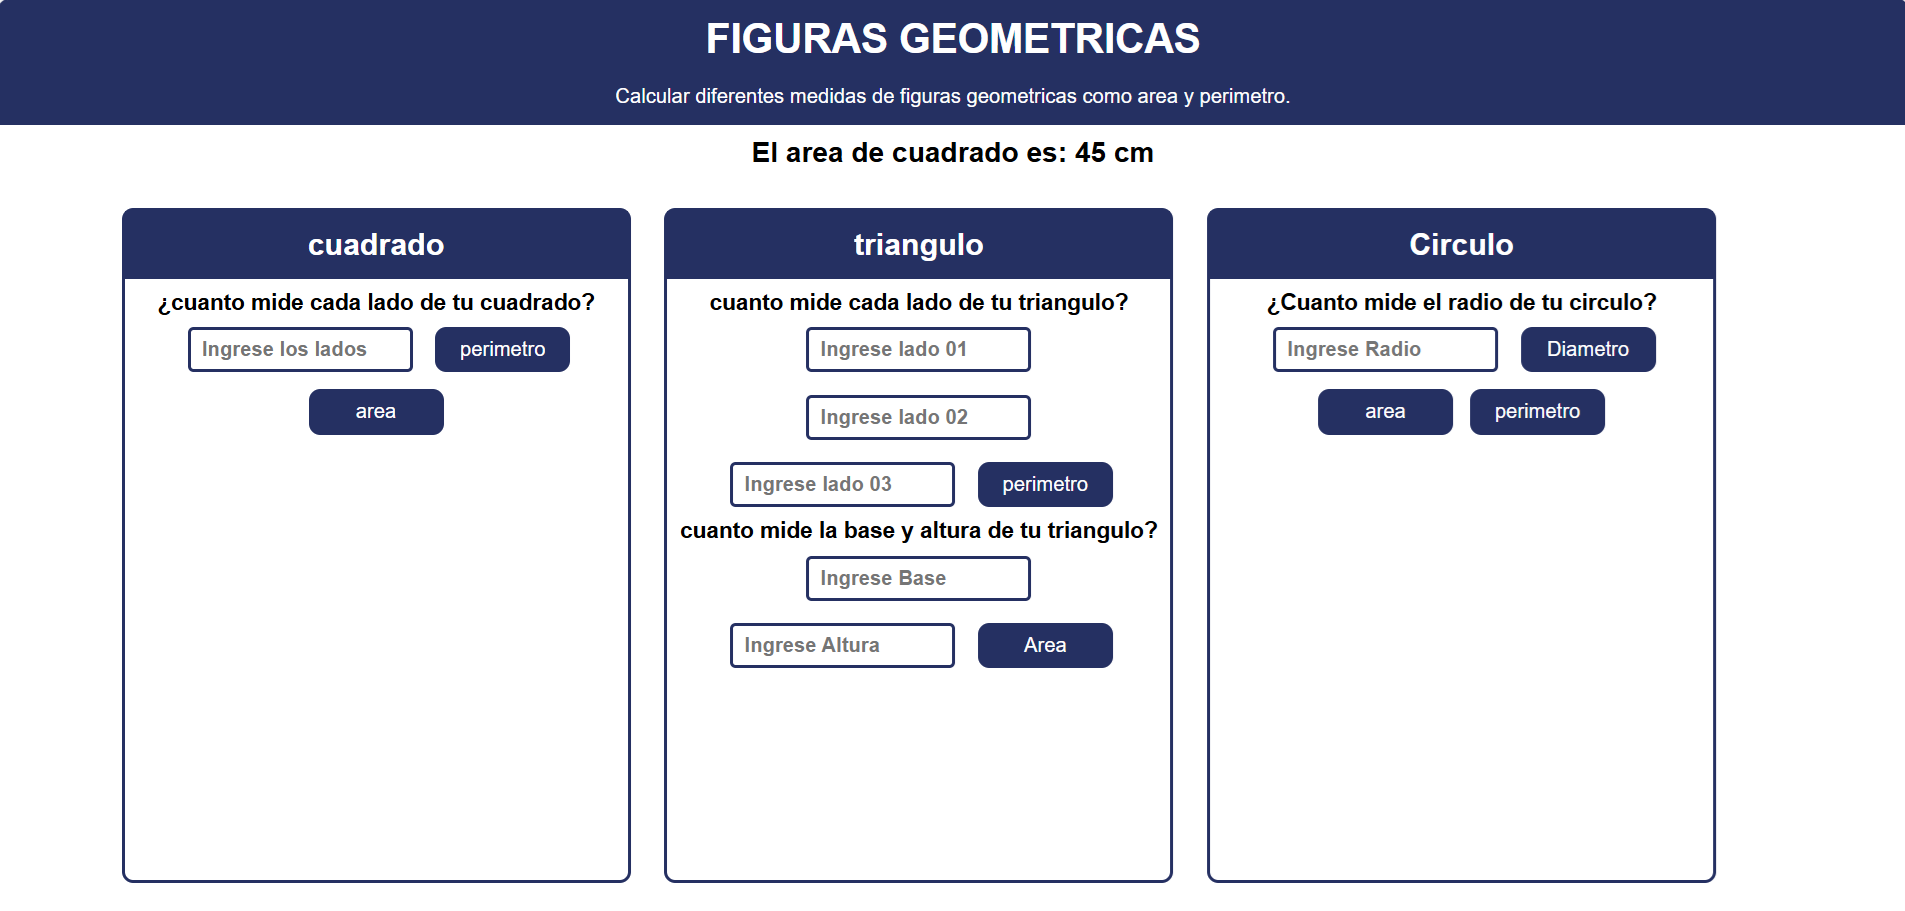 FIGURAS GEOMETRICAS
Calcular diferentes medidas de figuras geometricas como area y perimetro.
El area de cuadrado es: 45 cm
cuadrado
¿cuanto mide cada lado de tu cuadrado?
Ingrese los lados
perimetro
area
triangulo
cuanto mide cada lado de tu triangulo?
Ingrese lado 01
Ingrese lado 02
Ingrese lado 03
perimetro
cuanto mide la base y altura de tu triangulo?
Ingrese Base
Ingrese Altura
Area
Circulo
¿Cuanto mide el radio de tu circulo?
Ingrese Radio
Diametro
area
perimetro